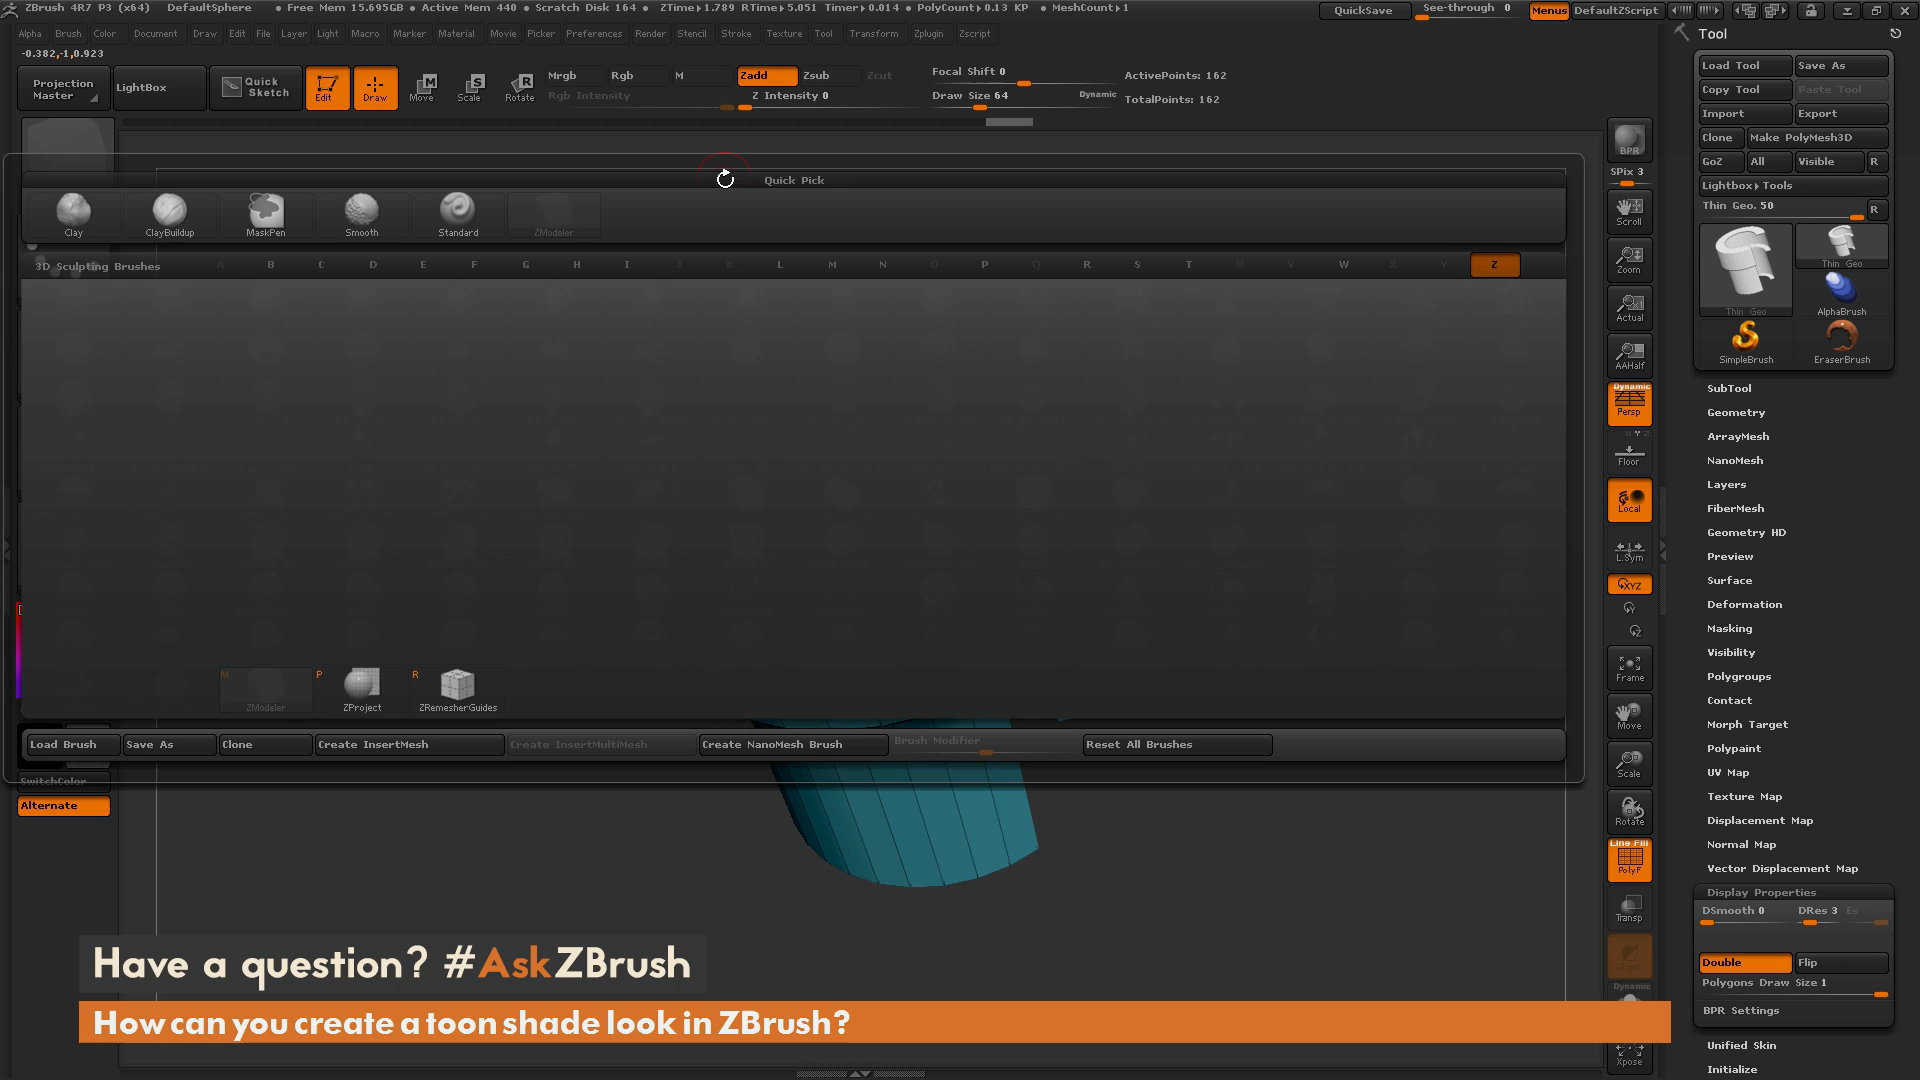 ZBrush 4R7 P3 (x64) DefaultSphere • Free Mem 15.695GB • Active Mem 440 • Scratch Disk 164 • ZTime▸1.789 RTime▸5.051 Timer▸0.014 • PolyCount▸0.13 KP • MeshCount▸1 QuickSave See-through 0 Menus DefaultZScript
Alpha Brush Color Document Draw Edit File Layer Light Macro Marker Material Movie Picker Preferences Render Stencil Stroke Texture Tool Transform Zplugin Zscript
Tool
-0.382,-1,0.923
Projection Master
LightBox
Quick Sketch
Edit
Draw
Move
Scale
Rotate
Mrgb Rgb M
Rgb Intensity
Zadd Zsub Zcut
Z Intensity 0
Focal Shift 0
Draw Size 64
Dynamic
ActivePoints: 162
TotalPoints: 162
Quick Pick
Clay
ClayBuildup
MaskPen
Smooth
Standard
ZModeler
3D Sculpting Brushes
A B C D E F G H I J K L M N O P Q R S T U V W X Y Z
M ZModeler
P ZProject
R ZRemesherGuides
Load Brush Save As Clone Create InsertMesh Create InsertMultiMesh Create NanoMesh Brush Brush Modifier Reset All Brushes
SwitchColor
Alternate
BPR
SPix 3
Scroll
Zoom
Actual
AAHalf
Dynamic
Persp
Floor
Local
L.Sym
XYZ
Y
Z
Frame
Move
Scale
Rotate
Line Fill
PolyF
Transp
Dynamic
Xpose
Load Tool Save As
Copy Tool Paste Tool
Import Export
Clone Make PolyMesh3D
GoZ All Visible R
Lightbox▸Tools
Thin Geo. 50 R
Thin Geo
Thin Geo
AlphaBrush
SimpleBrush
EraserBrush
SubTool
Geometry
ArrayMesh
NanoMesh
Layers
FiberMesh
Geometry HD
Preview
Surface
Deformation
Masking
Visibility
Polygroups
Contact
Morph Target
Polypaint
UV Map
Texture Map
Displacement Map
Normal Map
Vector Displacement Map
Display Properties
DSmooth 0 DRes 3 Es
Double Flip
Polygons Draw Size 1
BPR Settings
Unified Skin
Initialize
Have a question? #AskZBrush
How can you create a toon shade look in ZBrush?